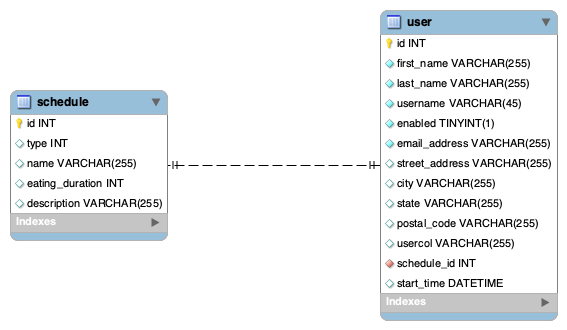 schedule
id INT
type INT
name VARCHAR(255)
eating_duration INT
description VARCHAR(255)
Indexes
user
id INT
first_name VARCHAR(255)
last_name VARCHAR(255)
username VARCHAR(45)
enabled TINYINT(1)
email_address VARCHAR(255)
street_address VARCHAR(255)
city VARCHAR(255)
state VARCHAR(255)
postal_code VARCHAR(255)
usercol VARCHAR(255)
schedule_id INT
start_time DATETIME
Indexes